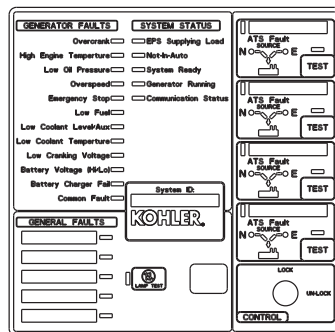 GENERATOR FAULTS
Overcrank
High Engine Temperture
Low Oil Pressure
Overspeed
Emergency Stop
Low Fuel
Low Coolant Level/Aux
Low Coolant Temperture
Low Cranking Voltage
Battery Voltage (Hi/Lo)
Battery Charger Fail
Common Fault
SYSTEM STATUS
EPS Supplying Load
Not-In-Auto
System Ready
Generator Running
Communication Status
System ID:
KOHLER
GENERAL FAULTS
LAMP TEST
ATS Fault
SOURCE
N E
TEST
ATS Fault
SOURCE
N E
TEST
ATS Fault
SOURCE
N E
TEST
ATS Fault
SOURCE
N E
TEST
LOCK
UN-LOCK
CONTROL